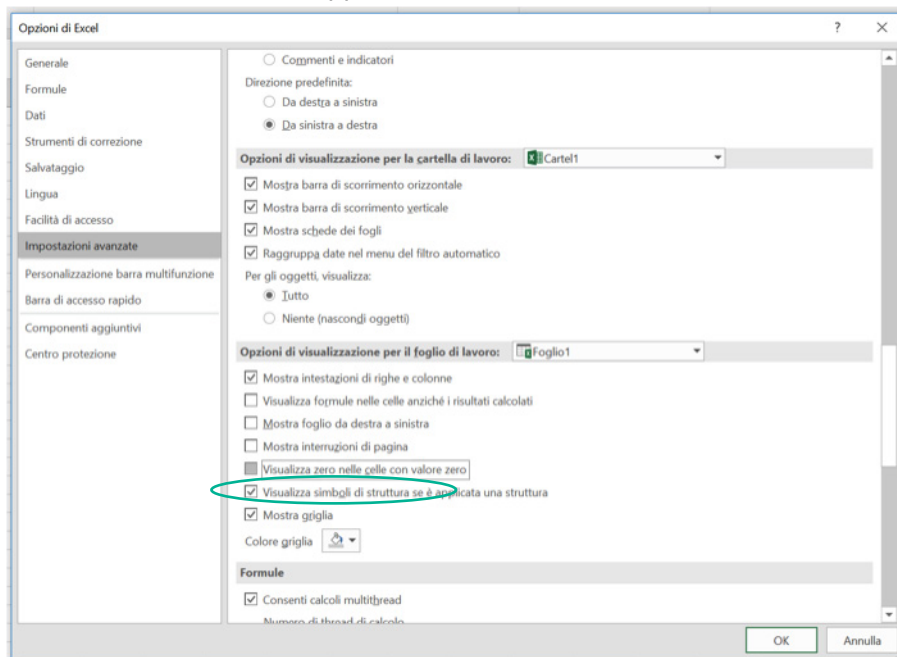 Opzioni di Excel
?
Generale
Formule
Dati
Strumenti di correzione
Salvataggio
Lingua
Facilità di accesso
Impostazioni avanzate
Personalizzazione barra multifunzione
Barra di accesso rapido
Componenti aggiuntivi
Centro protezione
Commenti e indicatori
Direzione predefinita:
Da destra a sinistra
Da sinistra a destra
Opzioni di visualizzazione per la cartella di lavoro: Cartel1
Mostra barra di scorrimento orizzontale
Mostra barra di scorrimento verticale
Mostra schede dei fogli
Raggruppa date nel menu del filtro automatico
Per gli oggetti, visualizza:
Tutto
Niente (nascondi oggetti)
Opzioni di visualizzazione per il foglio di lavoro: Foglio1
Mostra intestazioni di righe e colonne
Visualizza formule nelle celle anziché i risultati calcolati
Mostra foglio da destra a sinistra
Mostra interruzioni di pagina
Visualizza zero nelle celle con valore zero
Visualizza simboli di struttura se è applicata una struttura
Mostra griglia
Colore griglia
Formule
Consenti calcoli multithread
Numero di thread di calcolo
OK Annulla